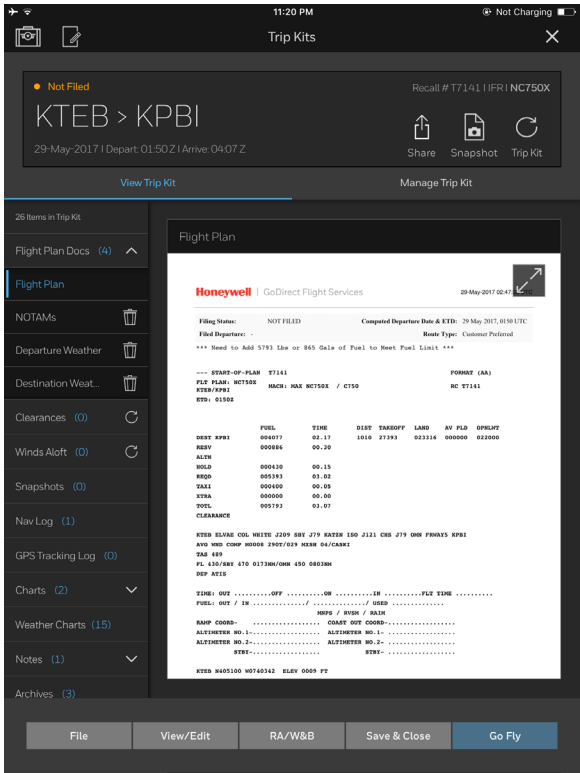 11:20 PM
Not Charging
Trip Kits
Not Filed
Recall # T7141 I IFR I NC750X
KTEB > KPBI
29-May-2017 I Depart: 01:50 Z I Arrive: 04:07 Z
Share Snapshot Trip Kit
View Trip Kit
Manage Trip Kit
26 Items in Trip Kit
Flight Plan Docs (4)
Flight Plan
NOTAMs
Departure Weather
Destination Weat...
Clearances (0)
Winds Aloft (0)
Snapshots (0)
Nav Log (1)
GPS Tracking Log (0)
Charts (2)
Weather Charts (15)
Notes (1)
Archives (3)
Flight Plan
Honeywell | GoDirect Flight Services
29-May-2017 02:47: UTC
Filing Status: NOT FILED Computed Departure Date & ETD: 29 May 2017, 0150 UTC
Filed Departure: - Route Type: Customer Preferred
*** Need to Add 5793 Lbs or 865 Gals of Fuel to Meet Fuel Limit ***
--- START-OF-PLAN T7141 FORMAT (AA)
FLT PLAN: NC750X MACH: MAX NC750X / C750 RC T7141
KTEB/KPBI
ETD: 0150Z
FUEL TIME DIST TAKEOFF LAND AV PLD OPNLWT
DEST KPBI 004077 02.17 1010 27393 023316 000000 022000
RESV 000886 00.30
ALTN
HOLD 000430 00.15
REQD 005393 03.02
TAXI 000400 00.05
XTRA 000000 00.00
TOTL 005793 03.07
CLEARANCE
KTEB ELVAE COL WHITE J209 SBY J79 KATZN ISO J121 CHS J79 OMN FRWAY5 KPBI
AVG WND COMP M0008 290T/029 MXSH 04/CASKI
TAS 489
FL 430/SBY 470 0173NM/OMN 450 0803NM
DEP ATIS
TIME: OUT ..........OFF ..........ON ..........IN ..........FLT TIME ..........
FUEL: OUT / IN ............./ ............./ USED ..............
MNPS / RVSM / RAIM
RAMP COORD- ................. COAST OUT COORD-.................
ALTIMETER NO.1-................. ALTIMETER NO.1- .................
ALTIMETER NO.2-................. ALTIMETER NO.2- .................
STBY-................. STBY- .................
KTEB N405100 W0740342 ELEV 0009 FT
File View/Edit RA/W&B Save & Close Go Fly